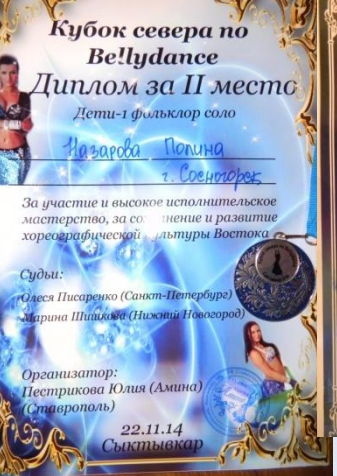 Кубок севера по
Bellydance
Диплом за II место
Дети-1 фольклор соло
Назарова Полина
г. Сосногорск
За участие и высокое исполнительское
мастерство, за и развитие
хореографической культуры Востока
Судьи:
Олеся Писаренко (Санкт-Петербург)
Марина Шишкова (Нижний Новогород)
Организатор:
Пестрикова Юлия (Амина)
(Ставрополь)
22.11.14
Сыктывкар